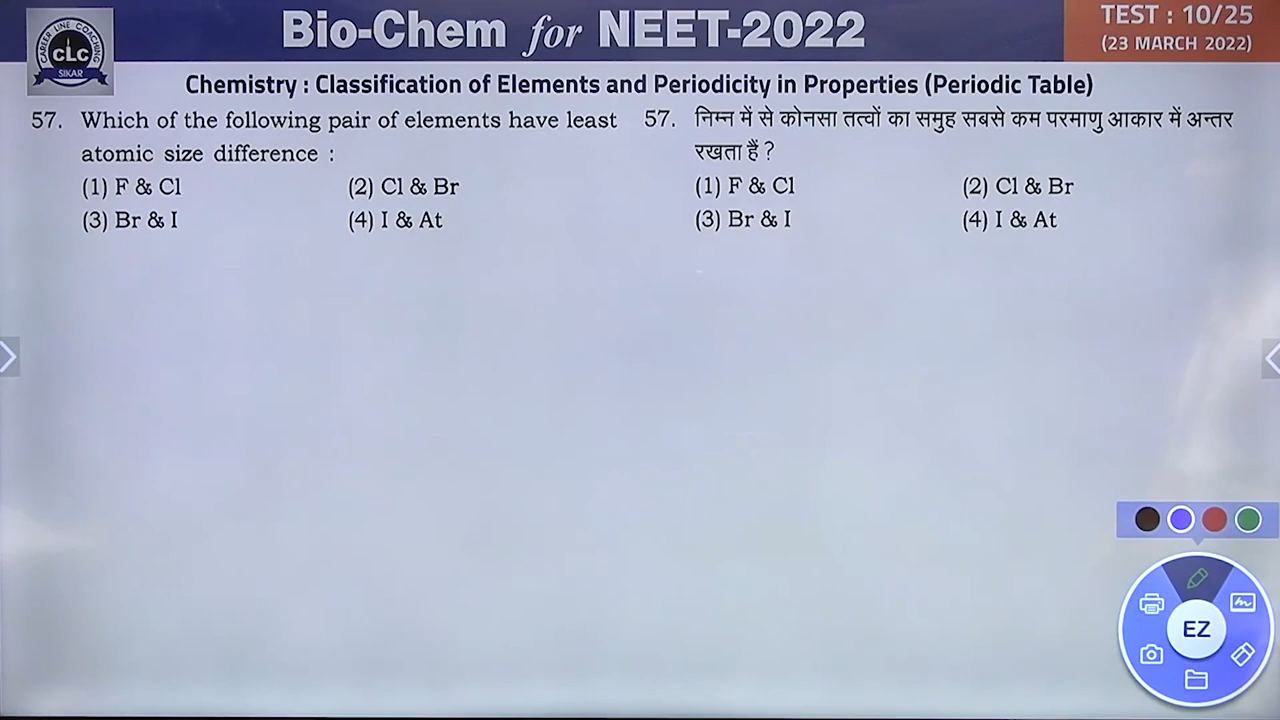 Bio-Chem for NEET-2022
TEST : 10/25
(23 MARCH 2022)
CAREER LINE COACHING
CLC
SIKAR
Chemistry : Classification of Elements and Periodicity in Properties (Periodic Table)
57. Which of the following pair of elements have least
atomic size difference :
(1) F & Cl (2) Cl & Br
(3) Br & I (4) I & At
57. निम्न में से कोनसा तत्वों का समुह सबसे कम परमाणु आकार में अन्तर
रखता हैं ?
(1) F & Cl (2) Cl & Br
(3) Br & I (4) I & At
EZ